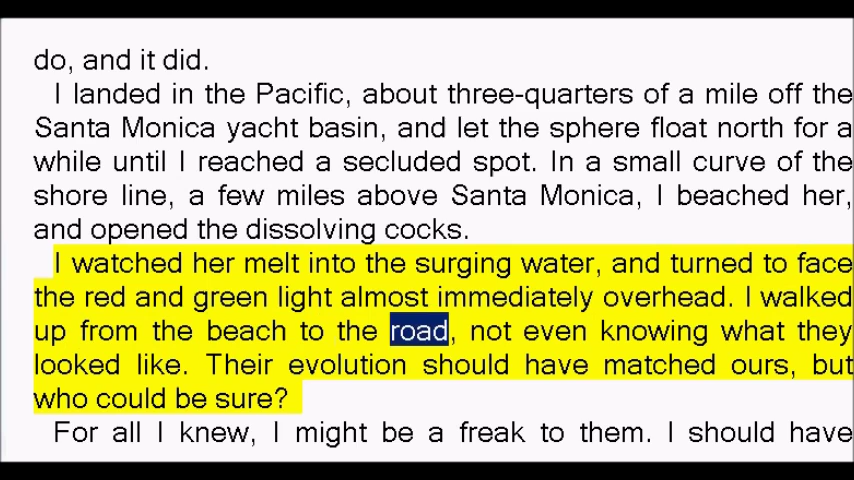 do, and it did.
I landed in the Pacific, about three-quarters of a mile off the
Santa Monica yacht basin, and let the sphere float north for a
while until I reached a secluded spot. In a small curve of the
shore line, a few miles above Santa Monica, I beached her,
and opened the dissolving cocks.
I watched her melt into the surging water, and turned to face
the red and green light almost immediately overhead. I walked
up from the beach to the road, not even knowing what they
looked like. Their evolution should have matched ours, but
who could be sure?
For all I knew, I might be a freak to them. I should have